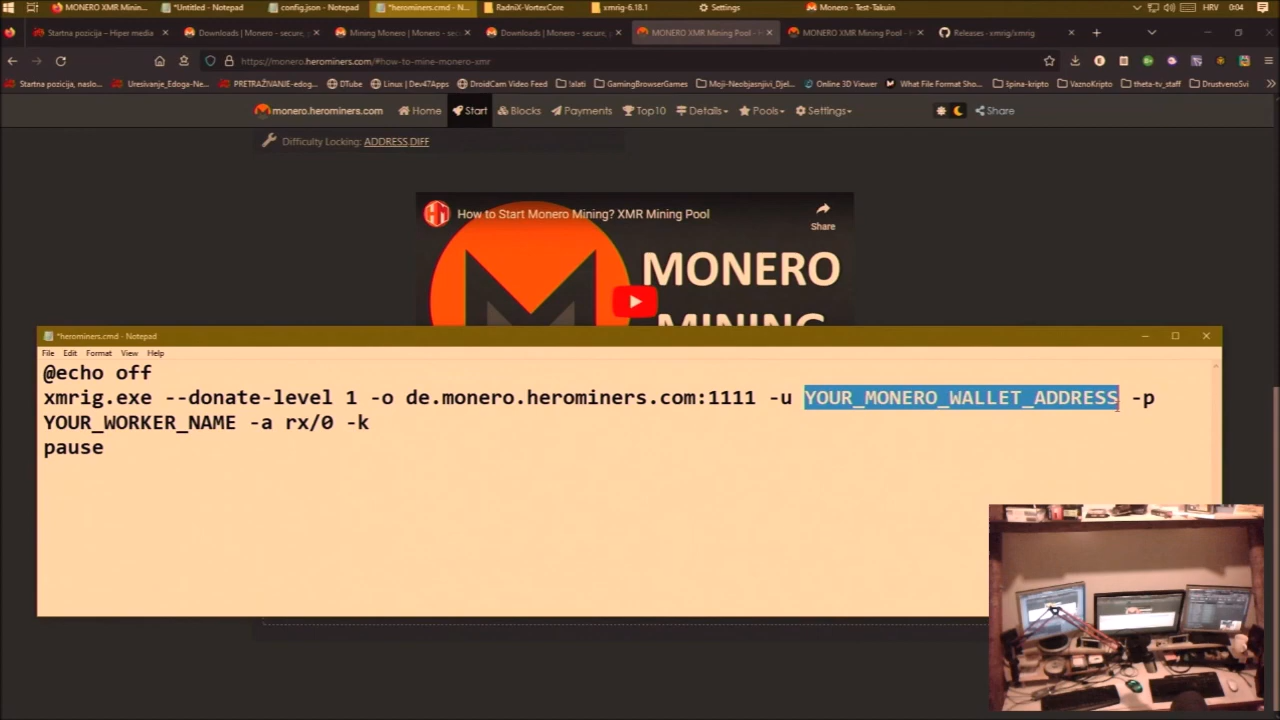 MONERO XMR Minin...
*Untitled - Notepad
config.json - Notepad
*herominers.cmd - N...
RadniX-VortexCore
xmrig-6.18.1
Settings
Monero - Test-Takuin
HRV
0:04
Startna pozicija – Hiper media
Downloads | Monero - secure, p
Mining Monero | Monero - sec
Downloads | Monero - secure, p
MONERO XMR Mining Pool - H
MONERO XMR Mining Pool - H
Releases · xmrig/xmrig
https://monero.herominers.com/#how-to-mine-monero-xmr
Startna pozicija, naslo...
Uresivanje_Edoga-Ne...
PRETRAŽIVANJE-edog...
DTube
Linux | Dev47Apps
DroidCam Video Feed
!alati
GamingBrowserGames
Moji-Neobjasnjivi_Djel...
Online 3D Viewer
What File Format Sho...
!spina-kripto
VaznoKripto
theta-tv_staff
DrustvenoSvi
monero.herominers.com
Home
Start
Blocks
Payments
Top10
Details
Pools
Settings
Share
Difficulty Locking: ADDRESS.DIFF
How to Start Monero Mining? XMR Mining Pool
Share
MONERO
MINING
*herominers.cmd - Notepad
File Edit Format View Help
@echo off
xmrig.exe --donate-level 1 -o de.monero.herominers.com:1111 -u YOUR_MONERO_WALLET_ADDRESS -p
YOUR_WORKER_NAME -a rx/0 -k
pause